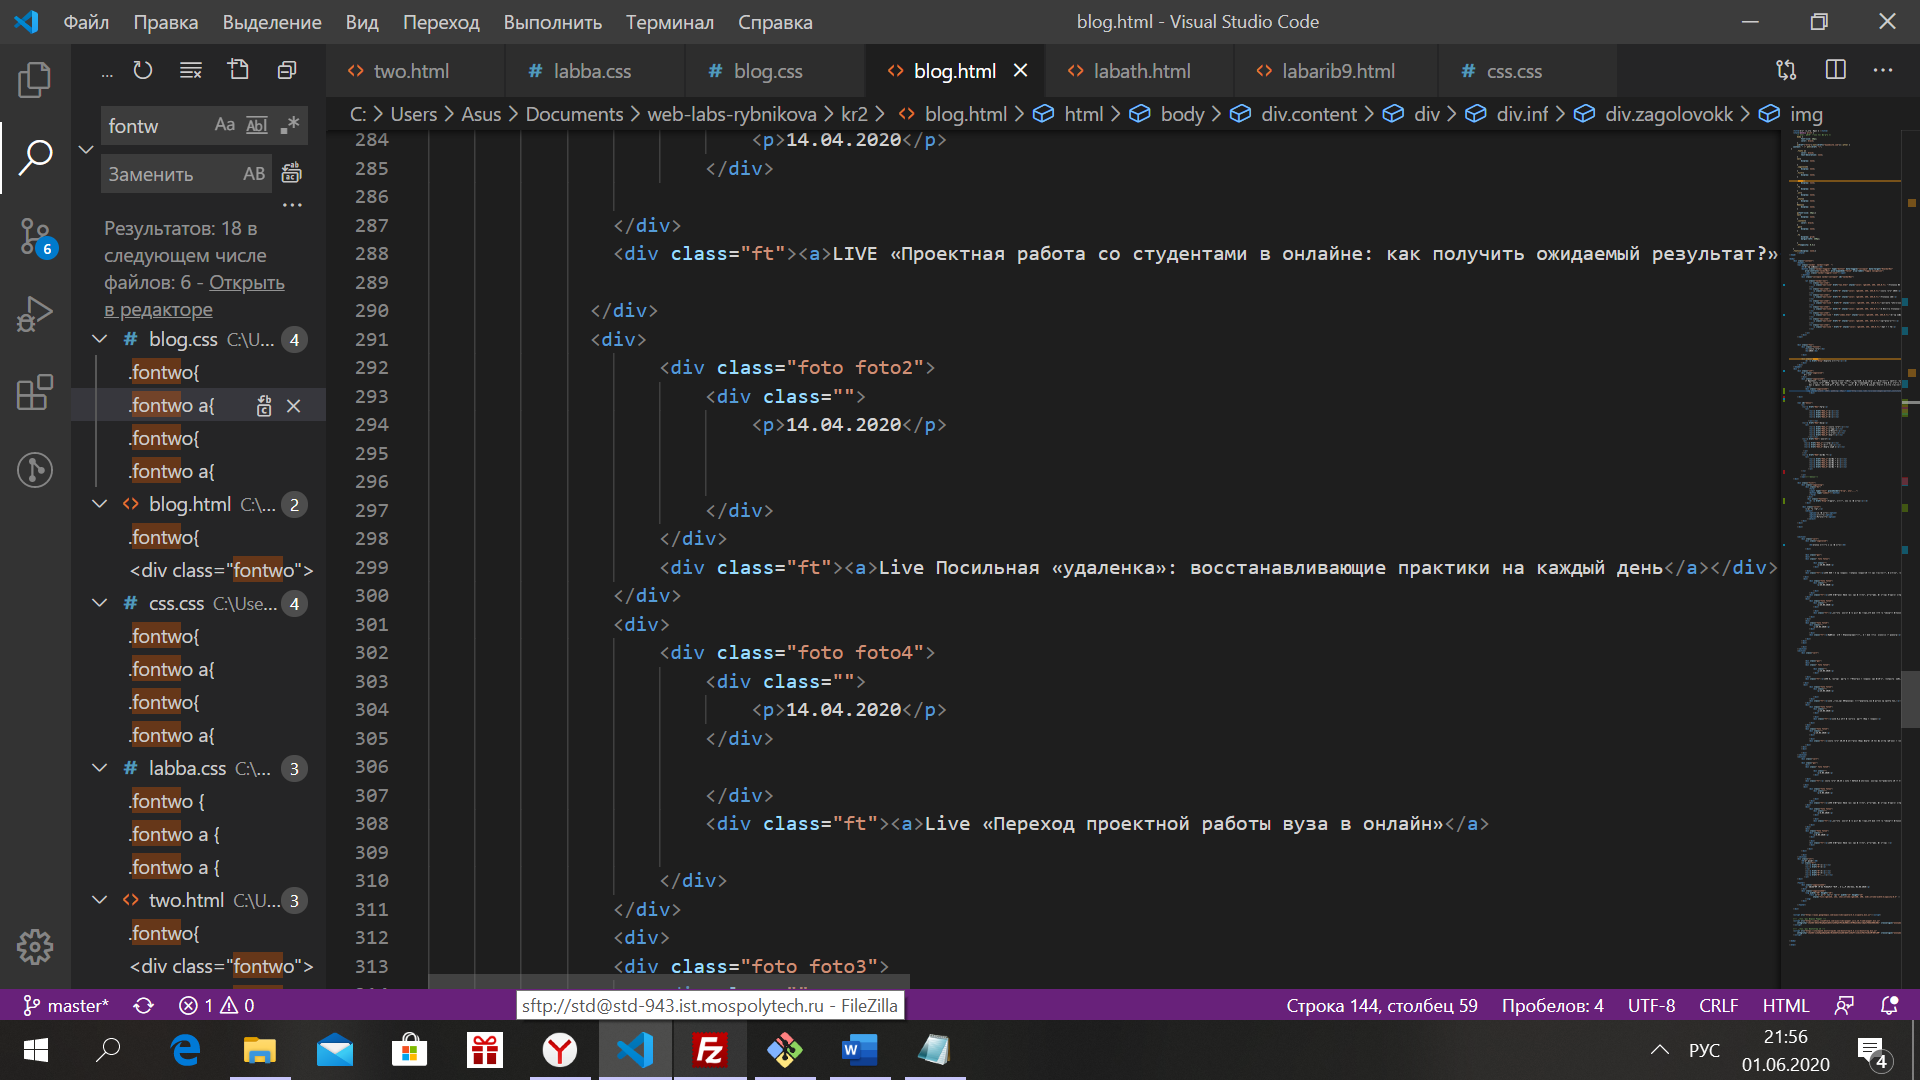 Файл Правка Выделение Вид Переход Выполнить Терминал Справка
blog.html - Visual Studio Code
two.html labba.css blog.css blog.html labath.html labarib9.html css.css
C: > Users > Asus > Documents > web-labs-rybnikova > kr2 > blog.html > html > body > div.content > div > div.inf > div.zagolovokk > img
fontw
Заменить
Результатов: 18 в
следующем числе
файлов: 6 - Открыть
в редакторе
blog.css C:\U... 4
.fontwo{
.fontwo a{
.fontwo{
.fontwo a{
blog.html C:\... 2
.fontwo{
<div class="fontwo">
css.css C:\Use... 4
.fontwo{
.fontwo a{
.fontwo{
.fontwo a{
labba.css C:\... 3
.fontwo {
.fontwo a {
.fontwo a {
two.html C:\U... 3
.fontwo{
<div class="fontwo">
284 <p>14.04.2020</p>
285 </div>
286
287 </div>
288 <div class="ft"><a>LIVE «Проектная работа со студентами в онлайне: как получить ожидаемый результат?»
289
290 </div>
291 <div>
292 <div class="foto foto2">
293 <div class="">
294 <p>14.04.2020</p>
295
296
297 </div>
298 </div>
299 <div class="ft"><a>Live Посильная «удаленка»: восстанавливающие практики на каждый день</a></div>
300 </div>
301 <div>
302 <div class="foto foto4">
303 <div class="">
304 <p>14.04.2020</p>
305 </div>
306
307 </div>
308 <div class="ft"><a>Live «Переход проектной работы вуза в онлайн»</a>
309
310 </div>
311 </div>
312 <div>
313 <div class="foto foto3">
sftp://std@std-943.ist.mospolytech.ru - FileZilla
master* 1 0
Строка 144, столбец 59 Пробелов: 4 UTF-8 CRLF HTML
РУС
21:56
01.06.2020
4